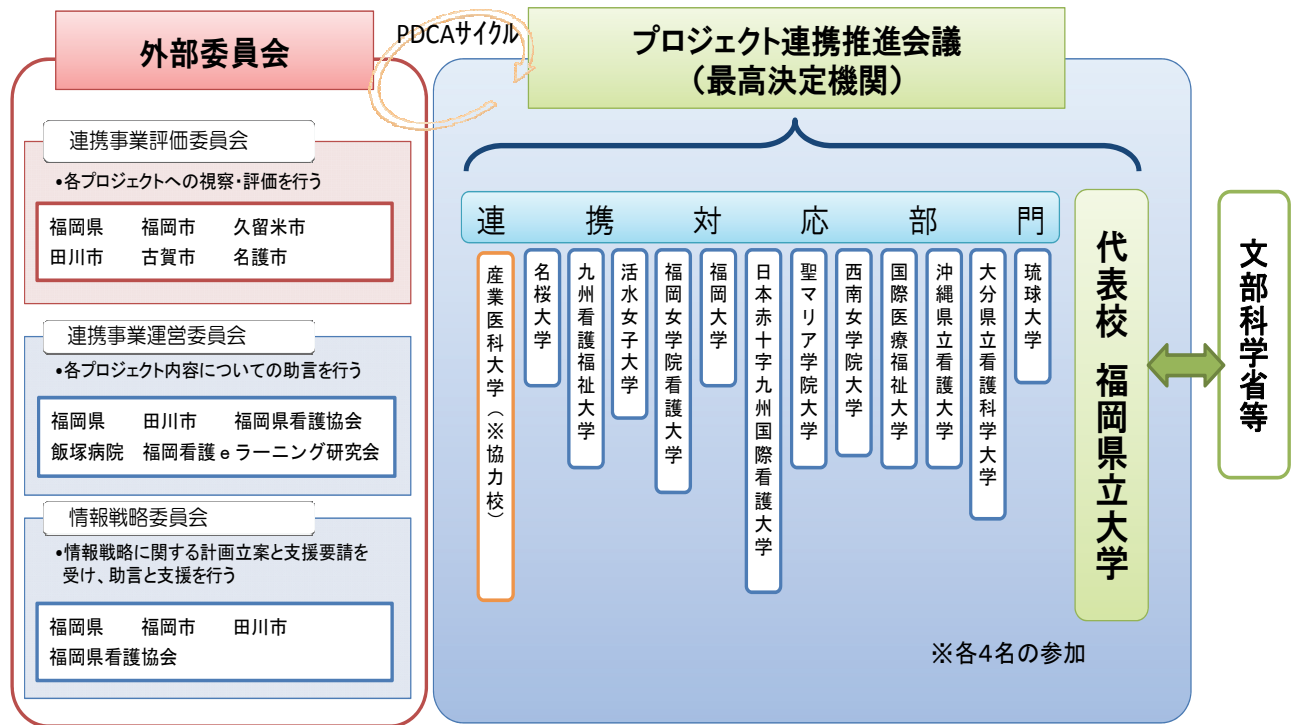 外部委員会
PDCAサイクル
プロジェクト連携推進会議
(最高決定機関)
連携事業評価委員会
•各プロジェクトへの視察・評価を行う
福岡県 福岡市 久留米市
田川市 古賀市 名護市
連携事業運営委員会
•各プロジェクト内容についての助言を行う
福岡県 田川市 福岡県看護協会
飯塚病院 福岡看護eラーニング研究会
情報戦略委員会
•情報戦略に関する計画立案と支援要請を
受け、助言と支援を行う
福岡県 福岡市 田川市
福岡県看護協会
連携対応部門
産業医科大学(※協力校)
名桜大学
九州看護福祉大学
活水女子大学
福岡女学院看護大学
福岡大学
日本赤十字九州国際看護大学
聖マリア学院大学
西南女学院大学
国際医療福祉大学
沖縄県立看護大学
大分県立看護科学大学
琉球大学
代表校 福岡県立大学
※各4名の参加
文部科学省等